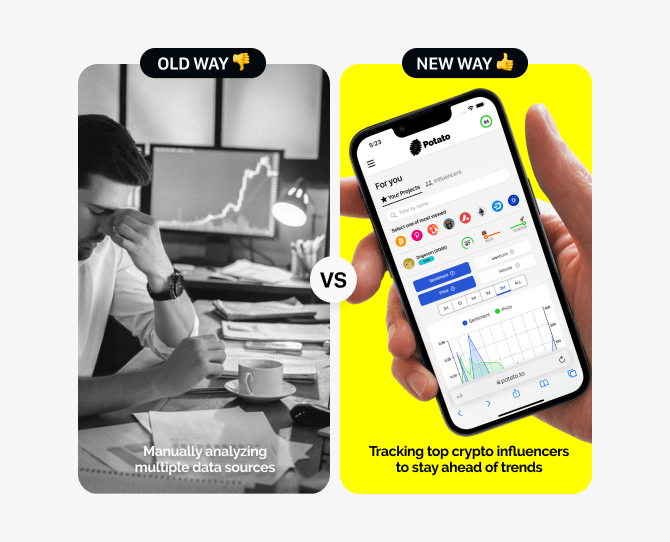 OLD WAY 👎
NEW WAY 👍
VS
Manually analyzing
multiple data sources
5:23
Potato
For you
Your Projects
Influencers
Filter by name...
Select one of most viewed
Dogecoin (DOGE)
Sentiment
Mentions
Price
Volume
1D
1W
1M
3M
ALL
Sentiment
Price
AA
potato.to
Tracking top crypto influencers
to stay ahead of trends